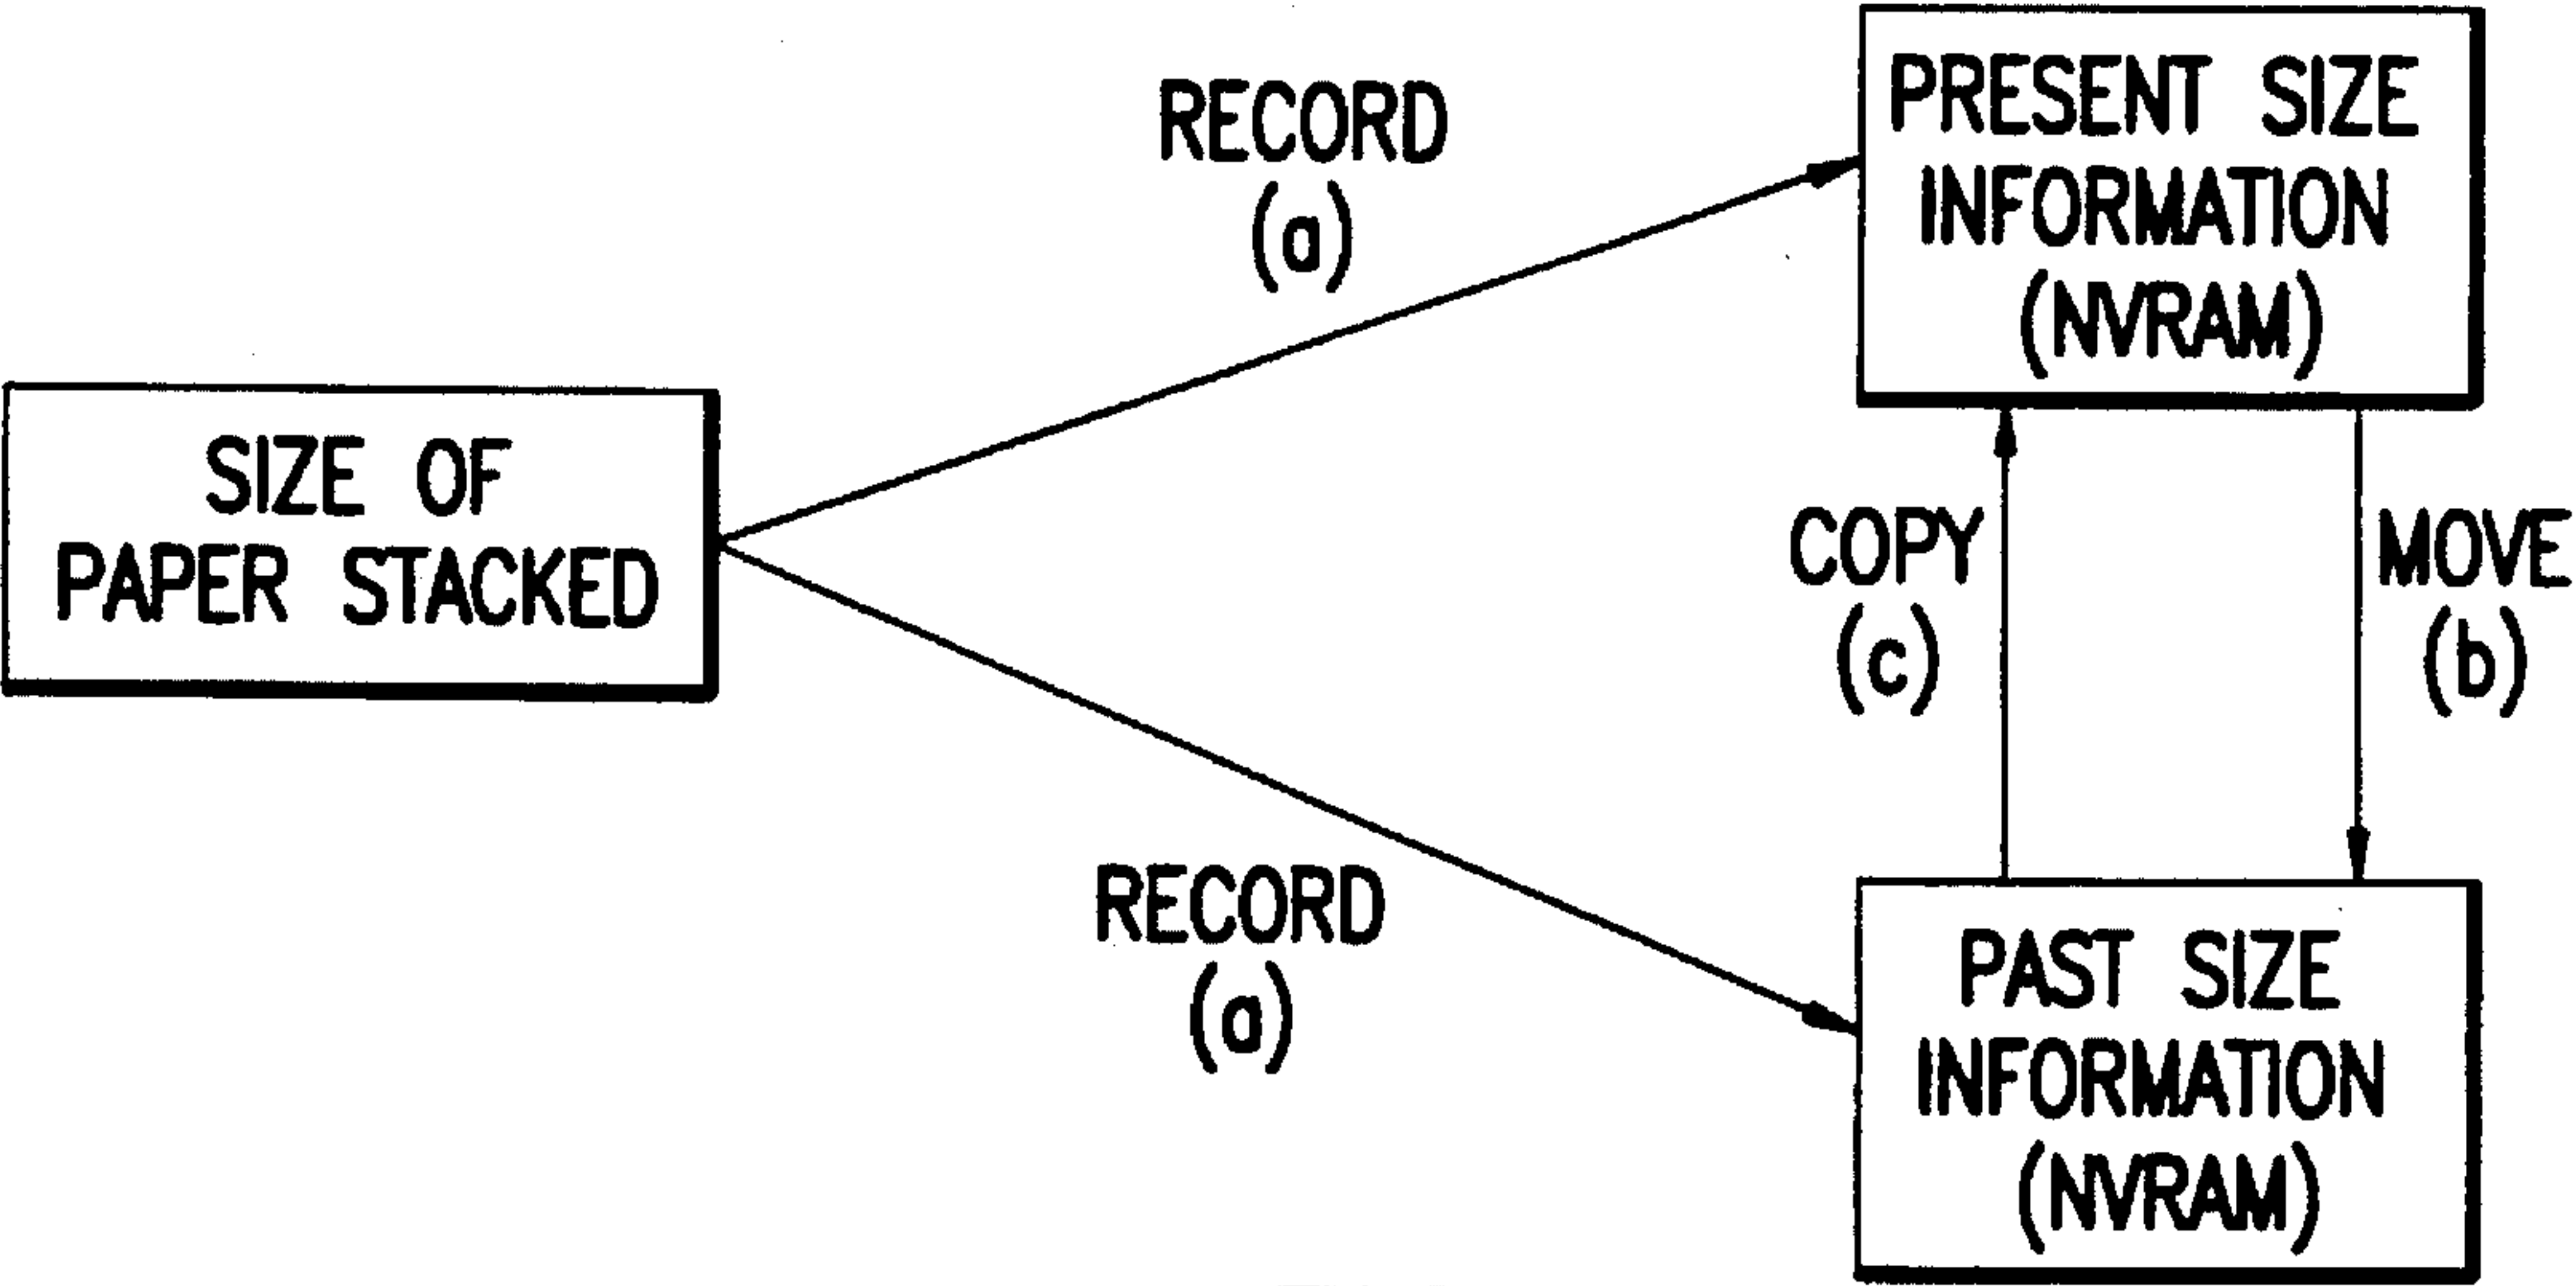 RECORD
(a)
PRESENT SIZE
INFORMATION
(NVRAM)
SIZE OF
PAPER STACKED
COPY
(c)
MOVE
(b)
RECORD
(a)
PAST SIZE
INFORMATION
(NVRAM)